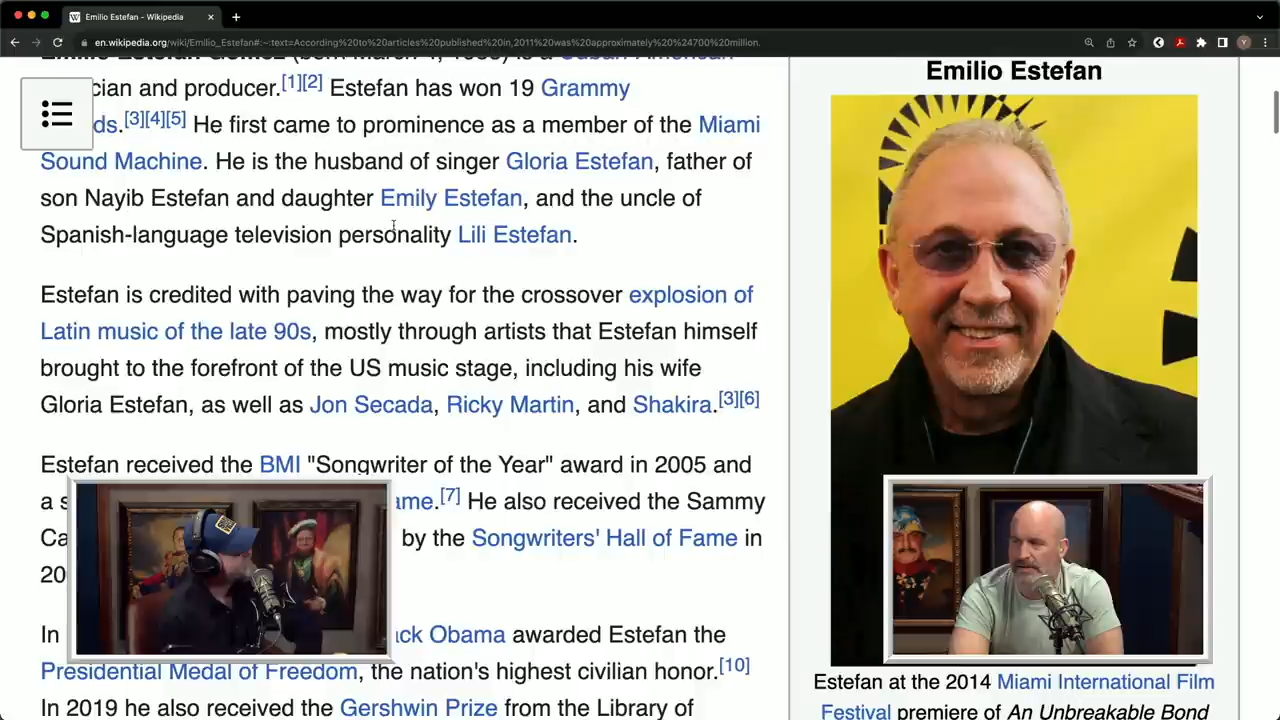 Emilio Estefan - Wikipedia
en.wikipedia.org/wiki/Emilio_Estefan#:~:text=According%20to%20articles%20published%20in,2011%20was%20approximately%20%24700%20million.
Emilio Estefan Gómez (born March 4, 1953) is a Cuban-American
cian and producer.[1][2] Estefan has won 19 Grammy
ds.[3][4][5] He first came to prominence as a member of the Miami
Sound Machine. He is the husband of singer Gloria Estefan, father of
son Nayib Estefan and daughter Emily Estefan, and the uncle of
Spanish-language television personality Lili Estefan.
Estefan is credited with paving the way for the crossover explosion of
Latin music of the late 90s, mostly through artists that Estefan himself
brought to the forefront of the US music stage, including his wife
Gloria Estefan, as well as Jon Secada, Ricky Martin, and Shakira.[3][6]
Estefan received the BMI "Songwriter of the Year" award in 2005 and
a s ame.[7] He also received the Sammy
Ca by the Songwriters' Hall of Fame in
20
In ack Obama awarded Estefan the
Presidential Medal of Freedom, the nation's highest civilian honor.[10]
In 2019 he also received the Gershwin Prize from the Library of
Emilio Estefan
Estefan at the 2014 Miami International Film
Festival premiere of An Unbreakable Bond